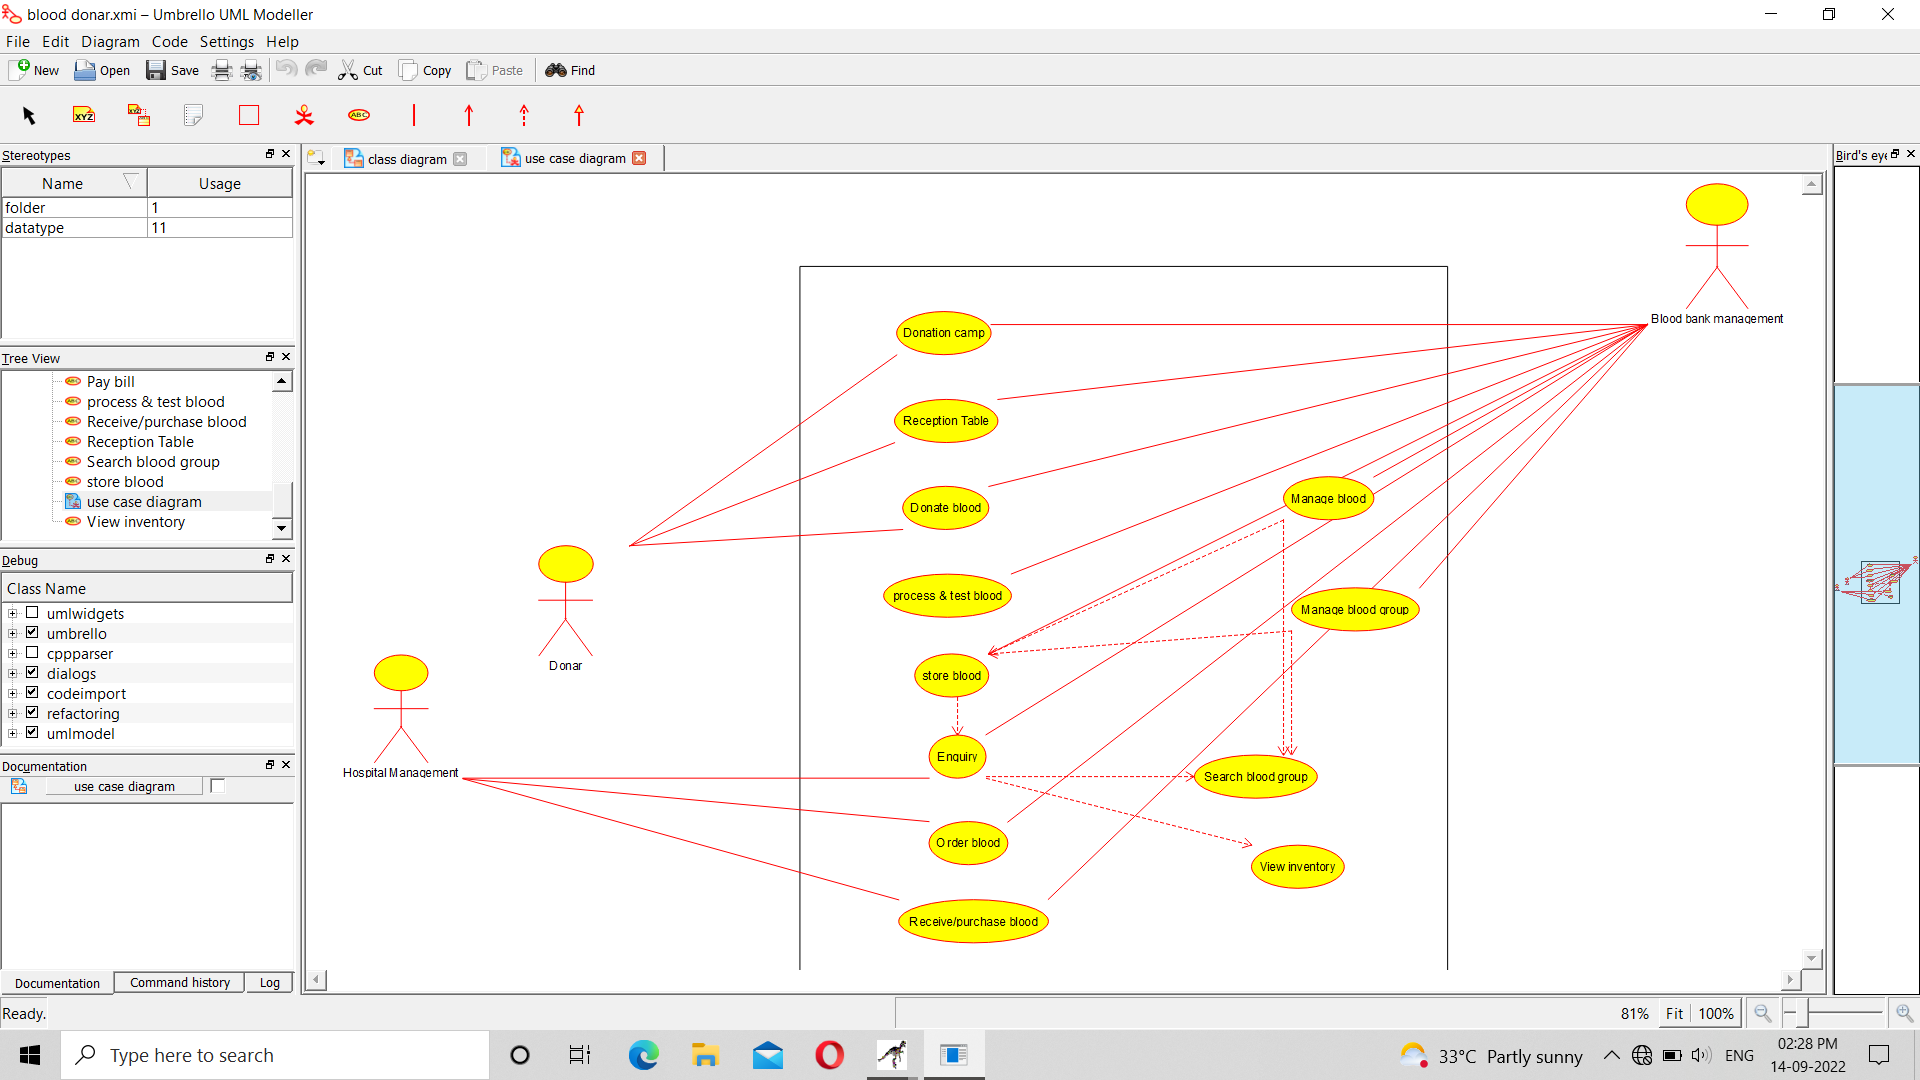 blood donar.xmi – Umbrello UML Modeller
File Edit Diagram Code Settings Help
New Open Save Cut Copy Paste Find
XYZ XYZ ABC
Stereotypes
Name Usage
folder 1
datatype 11
Tree View
Pay bill
process & test blood
Receive/purchase blood
Reception Table
Search blood group
store blood
use case diagram
View inventory
Debug
Class Name
umlwidgets
umbrello
cppparser
dialogs
codeimport
refactoring
umlmodel
Documentation
use case diagram
Documentation Command history Log
class diagram use case diagram
Bird's eye
Blood bank management
Donation camp
Reception Table
Donate blood
Manage blood
process & test blood
Manage blood group
Donar
store blood
Enquiry
Hospital Management
Search blood group
Order blood
View inventory
Receive/purchase blood
Ready.
81% Fit 100%
Type here to search
33°C Partly sunny
ENG
02:28 PM
14-09-2022